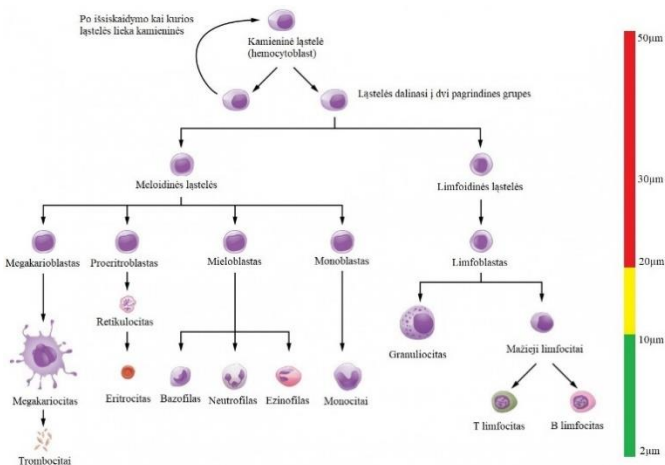 Po išsiskaidymo kai kurios
ląstelės lieka kamieninės
Kamieninė ląstelė
(hemocytoblast)
Ląstelės dalinasi į dvi pagrindines grupes
Meloidinės ląstelės
Limfoidinės ląstelės
Megakarioblastas
Proeritroblastas
Mieloblastas
Monoblastas
Limfoblastas
Retikulocitas
Granuliocitas
Mažieji limfocitai
Megakariocitas
Eritrocitas
Bazofilas
Neutrofilas
Ezinofilas
Monocitai
T limfocitas
B limfocitas
Trombocitai
50µm
30µm
20µm
10µm
2µm